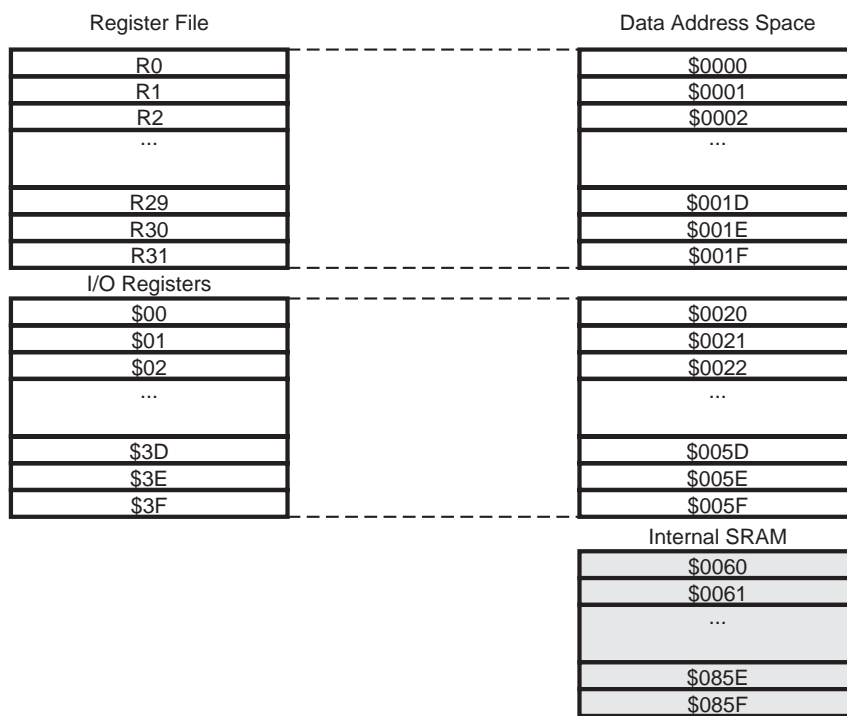 Register File Data Address Space
R0 $0000
R1 $0001
R2 $0002
... ...
R29 $001D
R30 $001E
R31 $001F
I/O Registers
$00 $0020
$01 $0021
$02 $0022
... ...
$3D $005D
$3E $005E
$3F $005F
Internal SRAM
$0060
$0061
...
$085E
$085F